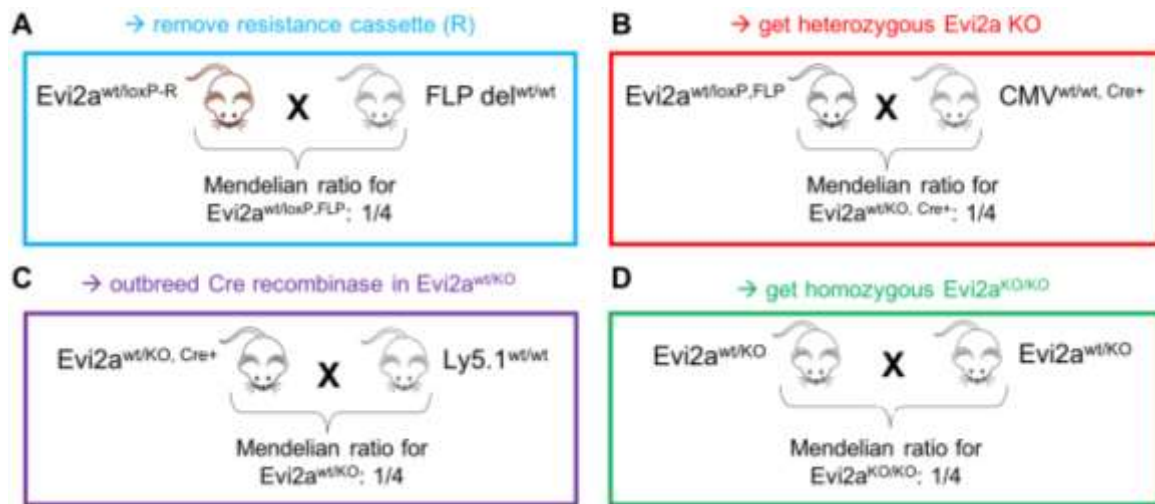 A → remove resistance cassette (R)
Evi2a^wt/loxP-R X FLP del^wt/wt
Mendelian ratio for
Evi2a^wt/loxP,FLP: 1/4
B → get heterozygous Evi2a KO
Evi2a^wt/loxP,FLP X CMV^wt/wt, Cre+
Mendelian ratio for
Evi2a^wt/KO, Cre+: 1/4
C → outbreed Cre recombinase in Evi2a^wt/KO
Evi2a^wt/KO, Cre+ X Ly5.1^wt/wt
Mendelian ratio for
Evi2a^wt/KO: 1/4
D → get homozygous Evi2a^KO/KO
Evi2a^wt/KO X Evi2a^wt/KO
Mendelian ratio for
Evi2a^KO/KO: 1/4